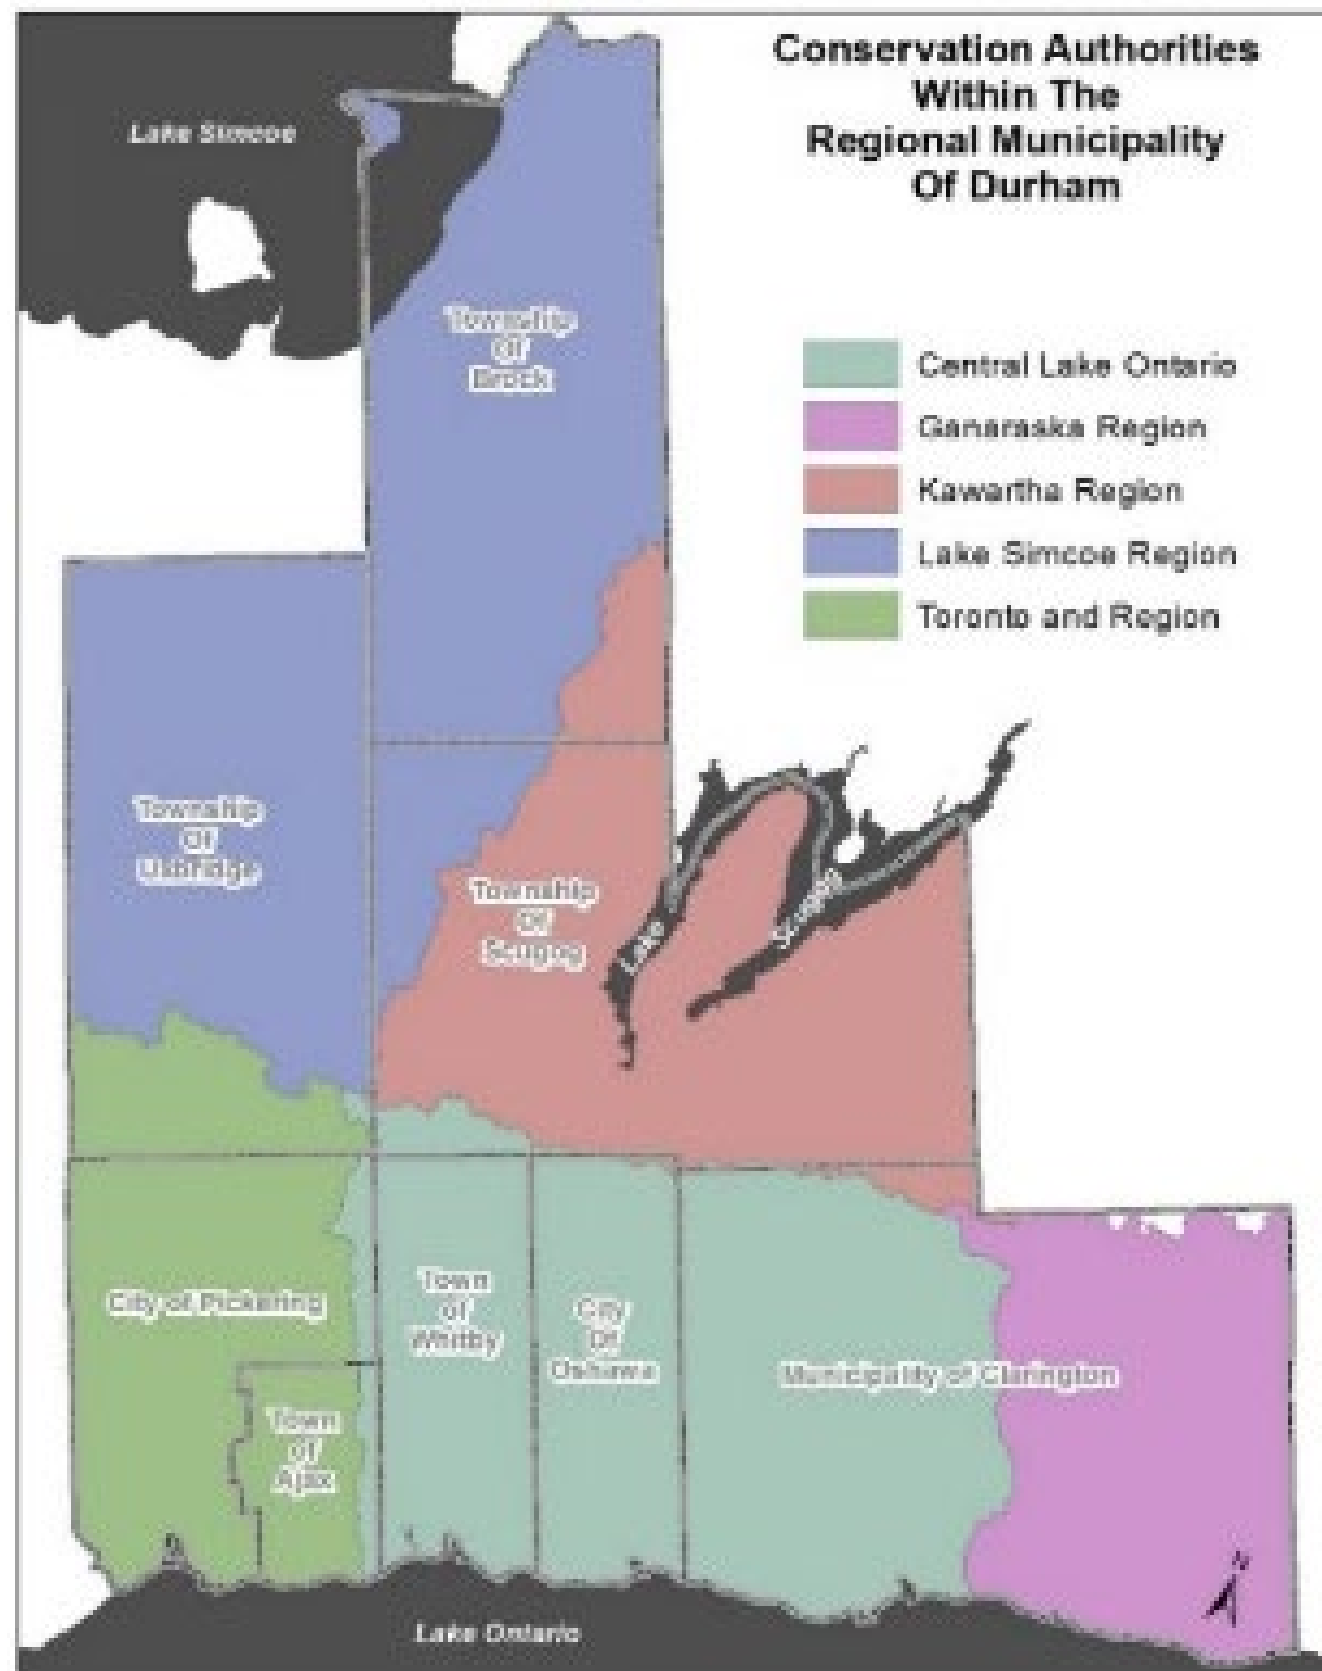 Conservation Authorities
Within The
Regional Municipality
Of Durham
Lake Simcoe
Township
Of
Brock
Central Lake Ontario
Ganaraska Region
Kawartha Region
Lake Simcoe Region
Toronto and Region
Township
Of
Uxbridge
Township
Of
Scugog
Lake
Scugog
City of Pickering
Town
of
Whitby
City
Of
Oshawa
Municipality of Clarington
Town
of
Ajax
N
Lake Ontario